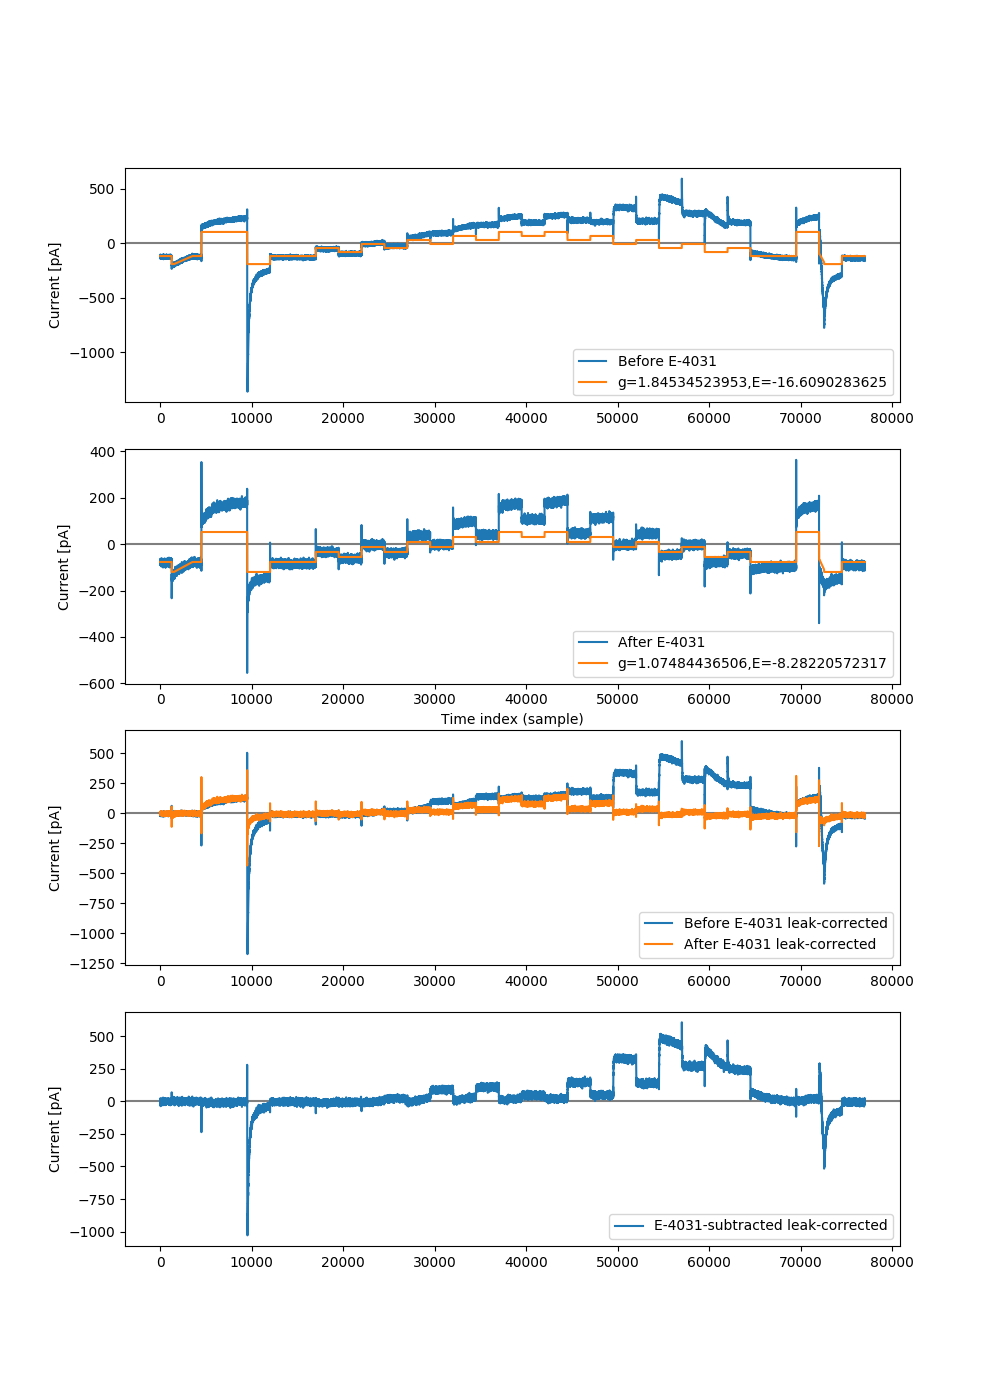 500
0
−500
−1000
Current [pA]
Before E-4031
g=1.84534523953,E=-16.6090283625
0 10000 20000 30000 40000 50000 60000 70000 80000
400
200
0
−200
−400
−600
Current [pA]
After E-4031
g=1.07484436506,E=-8.28220572317
0 10000 20000 30000 40000 50000 60000 70000 80000
Time index (sample)
500
250
0
−250
−500
−750
−1000
−1250
Current [pA]
Before E-4031 leak-corrected
After E-4031 leak-corrected
0 10000 20000 30000 40000 50000 60000 70000 80000
500
250
0
−250
−500
−750
−1000
Current [pA]
E-4031-subtracted leak-corrected
0 10000 20000 30000 40000 50000 60000 70000 80000